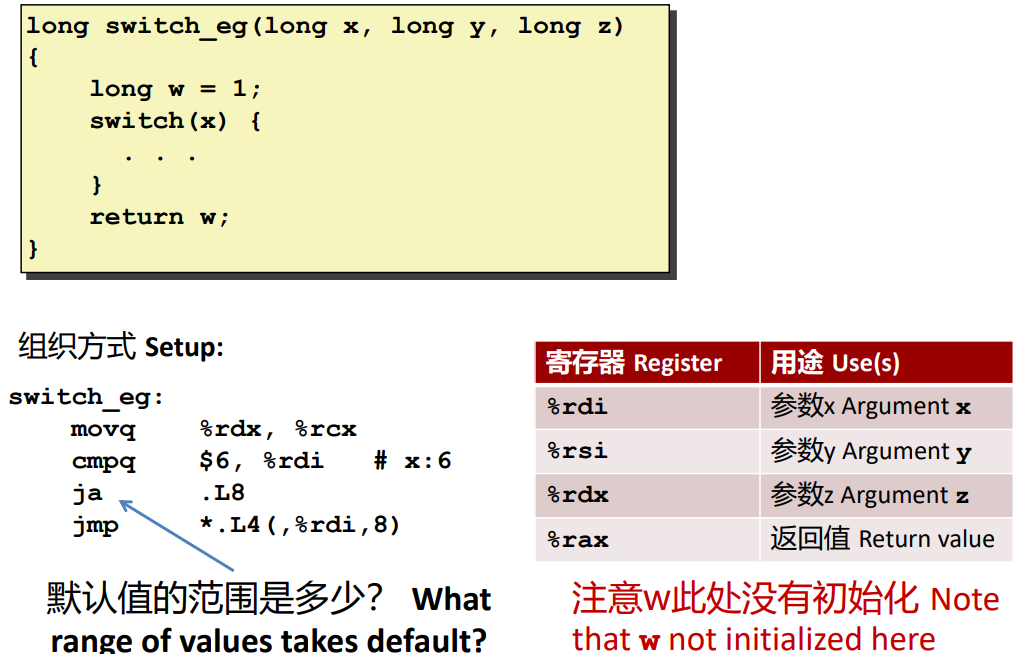 long switch_eg(long x, long y, long z)
{
    long w = 1;
    switch(x) {
      . . .
    }
    return w;
}
组织方式 Setup:
switch_eg:
    movq    %rdx, %rcx
    cmpq    $6, %rdi   # x:6
    ja      .L8
    jmp     *.L4(,%rdi,8)
默认值的范围是多少？ What
range of values takes default?
寄存器 Register 用途 Use(s)
%rdi 参数x Argument x
%rsi 参数y Argument y
%rdx 参数z Argument z
%rax 返回值 Return value
注意w此处没有初始化 Note
that w not initialized here